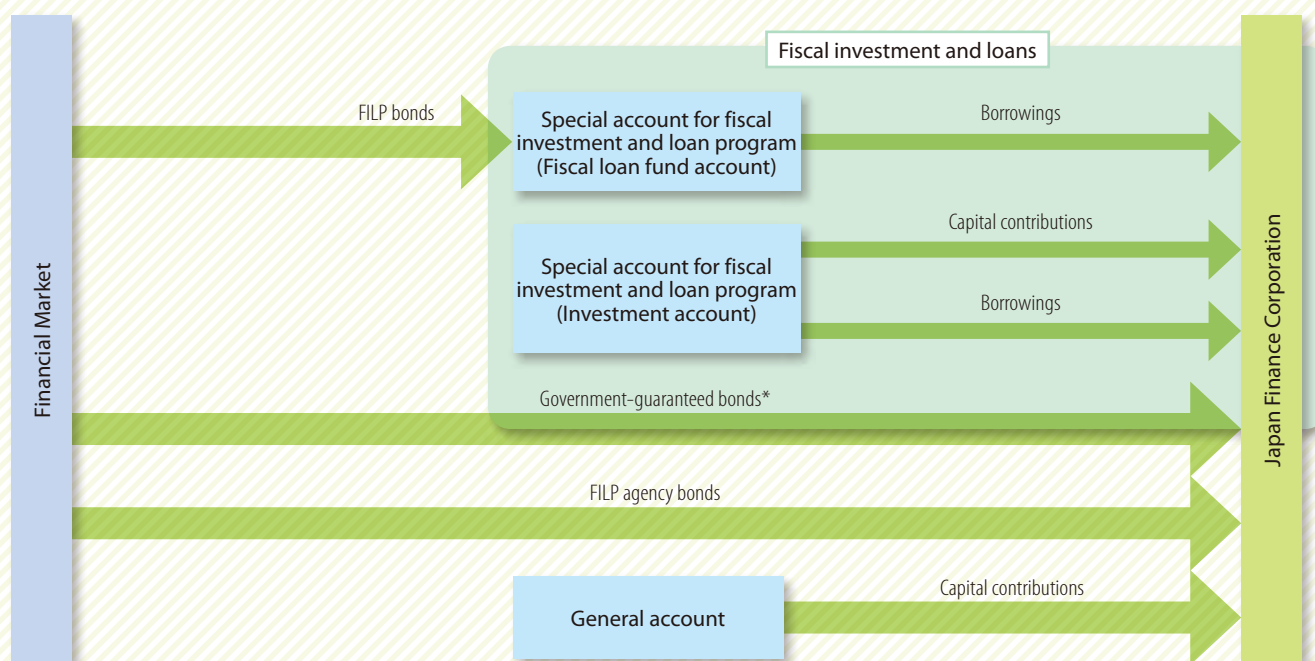 Fiscal investment and loans
FILP bonds
Special account for fiscal
investment and loan program
(Fiscal loan fund account)
Borrowings
Capital contributions
Special account for fiscal
investment and loan program
(Investment account)
Borrowings
Financial Market
Japan Finance Corporation
Government-guaranteed bonds*
FILP agency bonds
Capital contributions
General account